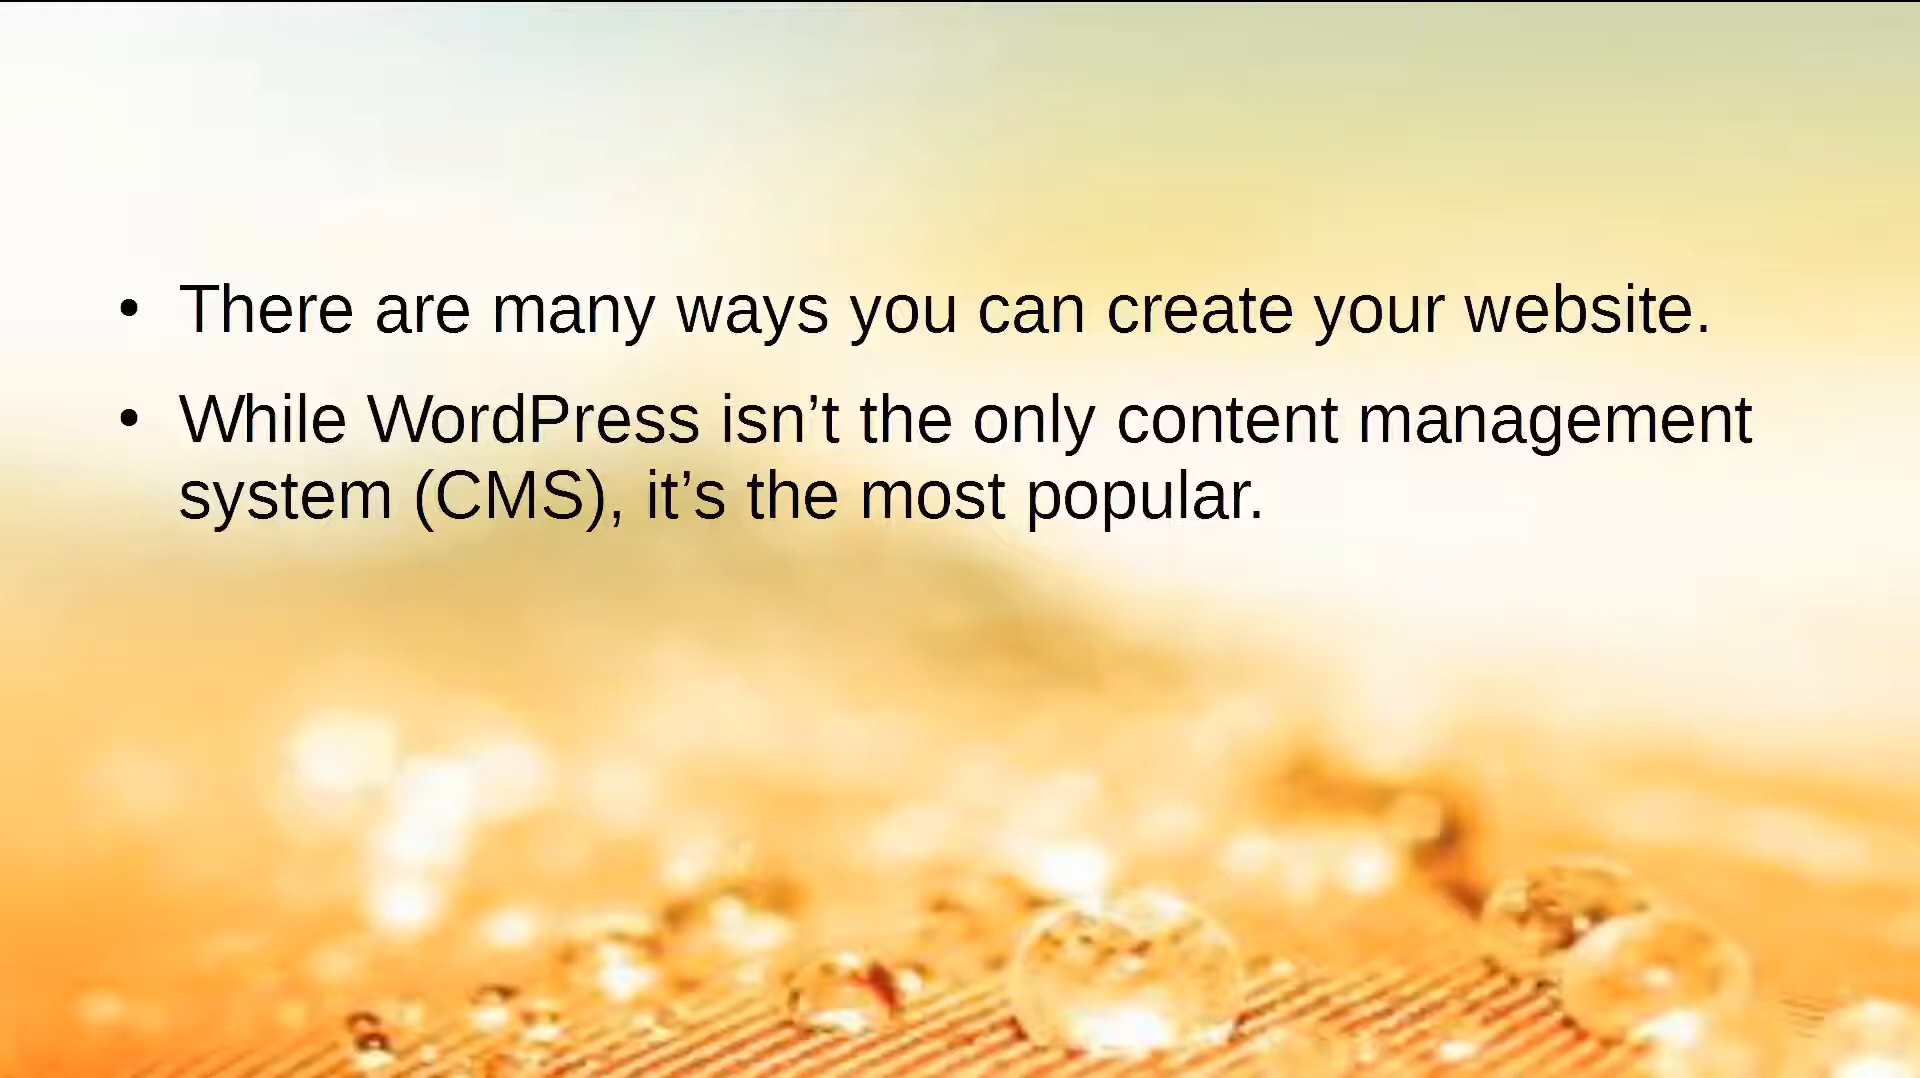 • There are many ways you can create your website.
• While WordPress isn’t the only content management
system (CMS), it’s the most popular.